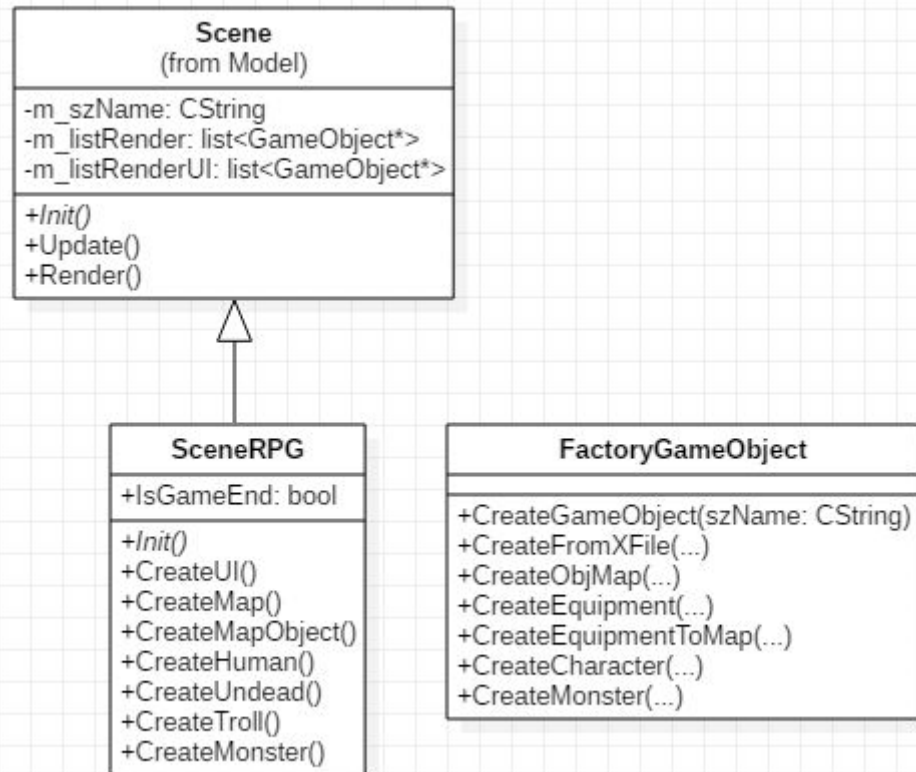 Scene
(from Model)
-m_szName: CString
-m_listRender: list<GameObject*>
-m_listRenderUI: list<GameObject*>
+Init()
+Update()
+Render()
SceneRPG
+IsGameEnd: bool
+Init()
+CreateUI()
+CreateMap()
+CreateMapObject()
+CreateHuman()
+CreateUndead()
+CreateTroll()
+CreateMonster()
FactoryGameObject
+CreateGameObject(szName: CString)
+CreateFromXFile(...)
+CreateObjMap(...)
+CreateEquipment(...)
+CreateEquipmentToMap(...)
+CreateCharacter(...)
+CreateMonster(...)